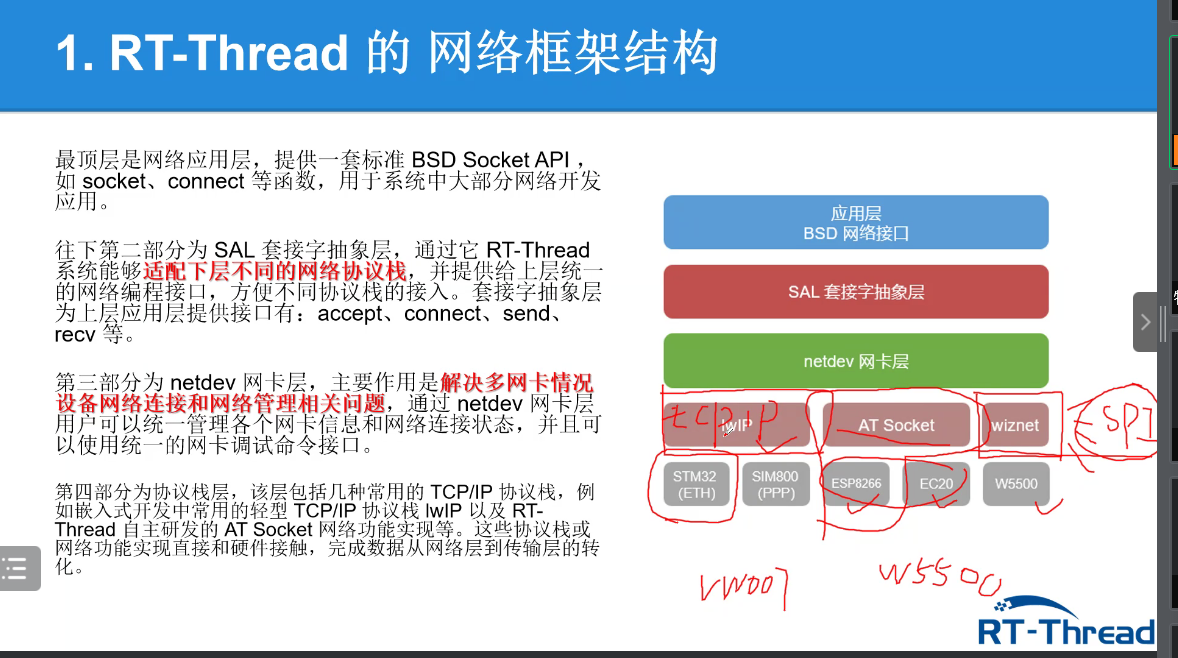 1. RT-Thread 的 网络框架结构
最顶层是网络应用层，提供一套标准 BSD Socket API ，
如 socket、connect 等函数，用于系统中大部分网络开发
应用。
往下第二部分为 SAL 套接字抽象层，通过它 RT-Thread
系统能够适配下层不同的网络协议栈，并提供给上层统一
的网络编程接口，方便不同协议栈的接入。套接字抽象层
为上层应用层提供接口有：accept、connect、send、
recv 等。
第三部分为 netdev 网卡层，主要作用是解决多网卡情况
设备网络连接和网络管理相关问题，通过 netdev 网卡层
用户可以统一管理各个网卡信息和网络连接状态，并且可
以使用统一的网卡调试命令接口。
第四部分为协议栈层，该层包括几种常用的 TCP/IP 协议栈，例
如嵌入式开发中常用的轻型 TCP/IP 协议栈 lwIP 以及 RT-
Thread 自主研发的 AT Socket 网络功能实现等。这些协议栈或
网络功能实现直接和硬件接触，完成数据从网络层到传输层的转
化。
应用层
BSD 网络接口
SAL 套接字抽象层
netdev 网卡层
lwIP
AT Socket
wiznet
SPI
STM32
(ETH)
SIM800
(PPP)
ESP8266
EC20
W5500
W5500
RT-Thread